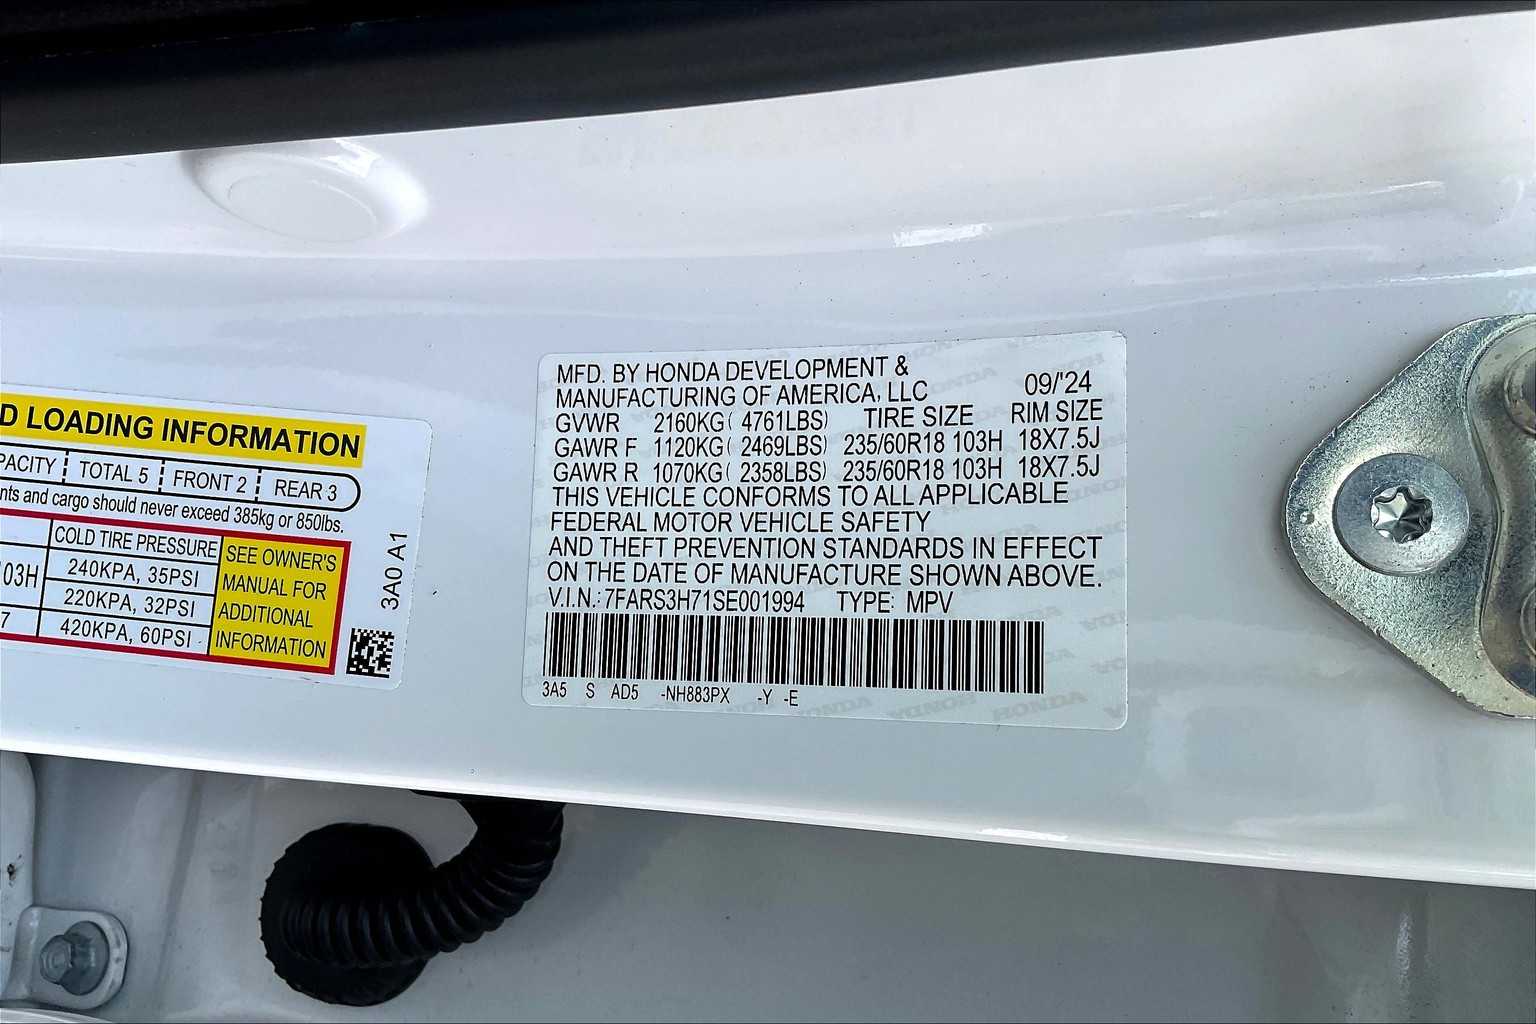 D LOADING INFORMATION
PACITY TOTAL 5 FRONT 2 REAR 3
nts and cargo should never exceed 385kg or 850lbs.
COLD TIRE PRESSURE
03H 240KPA, 35PSI
220KPA, 32PSI
7 420KPA, 60PSI
SEE OWNER'S
MANUAL FOR
ADDITIONAL
INFORMATION
3A0 A1
MFD. BY HONDA DEVELOPMENT &
MANUFACTURING OF AMERICA, LLC 09/'24
GVWR 2160KG( 4761LBS) TIRE SIZE RIM SIZE
GAWR F 1120KG( 2469LBS) 235/60R18 103H 18X7.5J
GAWR R 1070KG( 2358LBS) 235/60R18 103H 18X7.5J
THIS VEHICLE CONFORMS TO ALL APPLICABLE
FEDERAL MOTOR VEHICLE SAFETY
AND THEFT PREVENTION STANDARDS IN EFFECT
ON THE DATE OF MANUFACTURE SHOWN ABOVE.
V.I.N.: 7FARS3H71SE001994 TYPE: MPV
3A5 S AD5 -NH883PX -Y -E